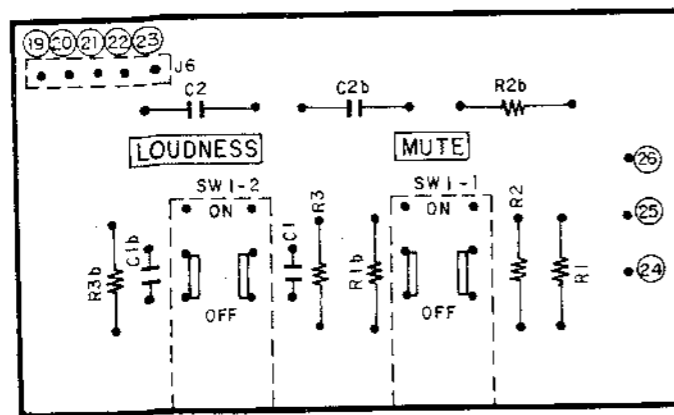 19 20 21 22 23
J6
C2 C2b R2b
LOUDNESS MUTE
26
SW1-2 SW1-1
ON ON
R3 R2
25
C1b C1
R3b R1b R1
24
OFF OFF